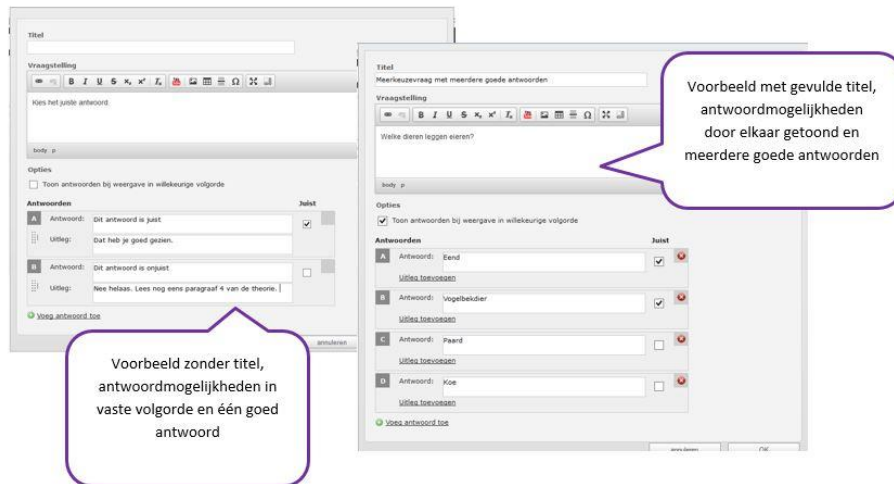 Titel
Vraagstelling
B I U S x₂ x² Iₓ Ω
Kies het juiste antwoord.
body p
Opties
Toon antwoorden bij weergave in willekeurige volgorde
Antwoorden Juist
A Antwoord: Dit antwoord is juist
Uitleg: Dat heb je goed gezien.
B Antwoord: Dit antwoord is onjuist
Uitleg: Nee helaas. Lees nog eens paragraaf 4 van de theorie.
Voeg antwoord toe
annuleren
Voorbeeld zonder titel,
antwoordmogelijkheden in
vaste volgorde en één goed
antwoord
Titel
Meerkeuzevraag met meerdere goede antwoorden
Vraagstelling
B I U S x₂ x² Iₓ Ω
Welke dieren leggen eieren?
body p
Opties
Toon antwoorden bij weergave in willekeurige volgorde
Antwoorden Juist
A Antwoord: Eend
Uitleg toevoegen
B Antwoord: Vogelbekdier
Uitleg toevoegen
C Antwoord: Paard
Uitleg toevoegen
D Antwoord: Koe
Uitleg toevoegen
Voeg antwoord toe
annuleren OK
Voorbeeld met gevulde titel,
antwoordmogelijkheden
door elkaar getoond en
meerdere goede antwoorden